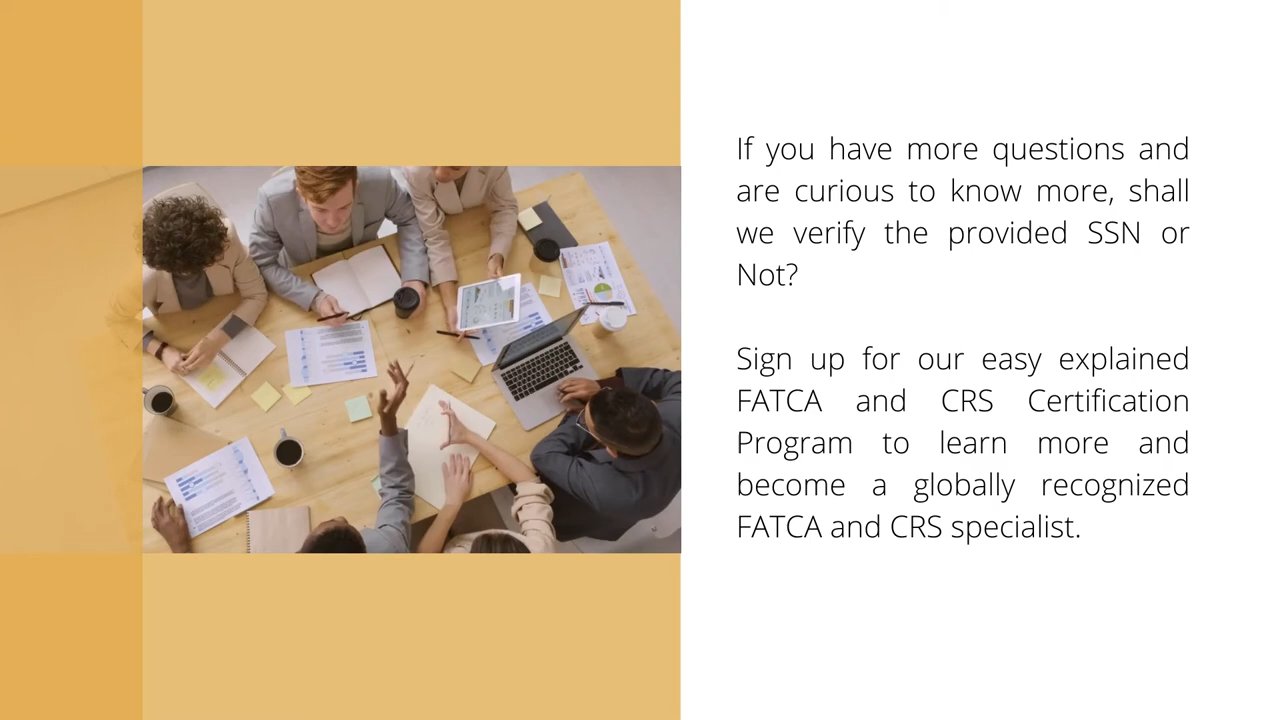 If you have more questions and
are curious to know more, shall
we verify the provided SSN or
Not?
Sign up for our easy explained
FATCA and CRS Certification
Program to learn more and
become a globally recognized
FATCA and CRS specialist.